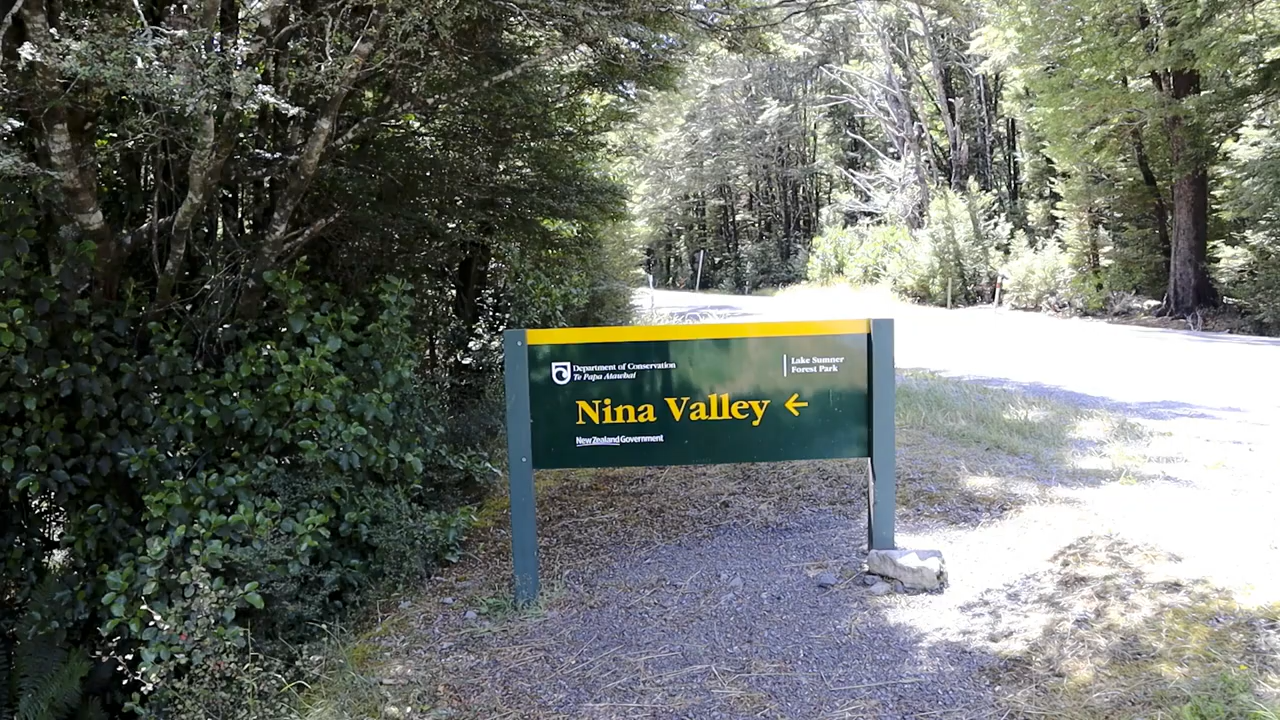 Department of Conservation
Te Papa Atawhai
Lake Sumner
Forest Park
Nina Valley ←
New Zealand Government